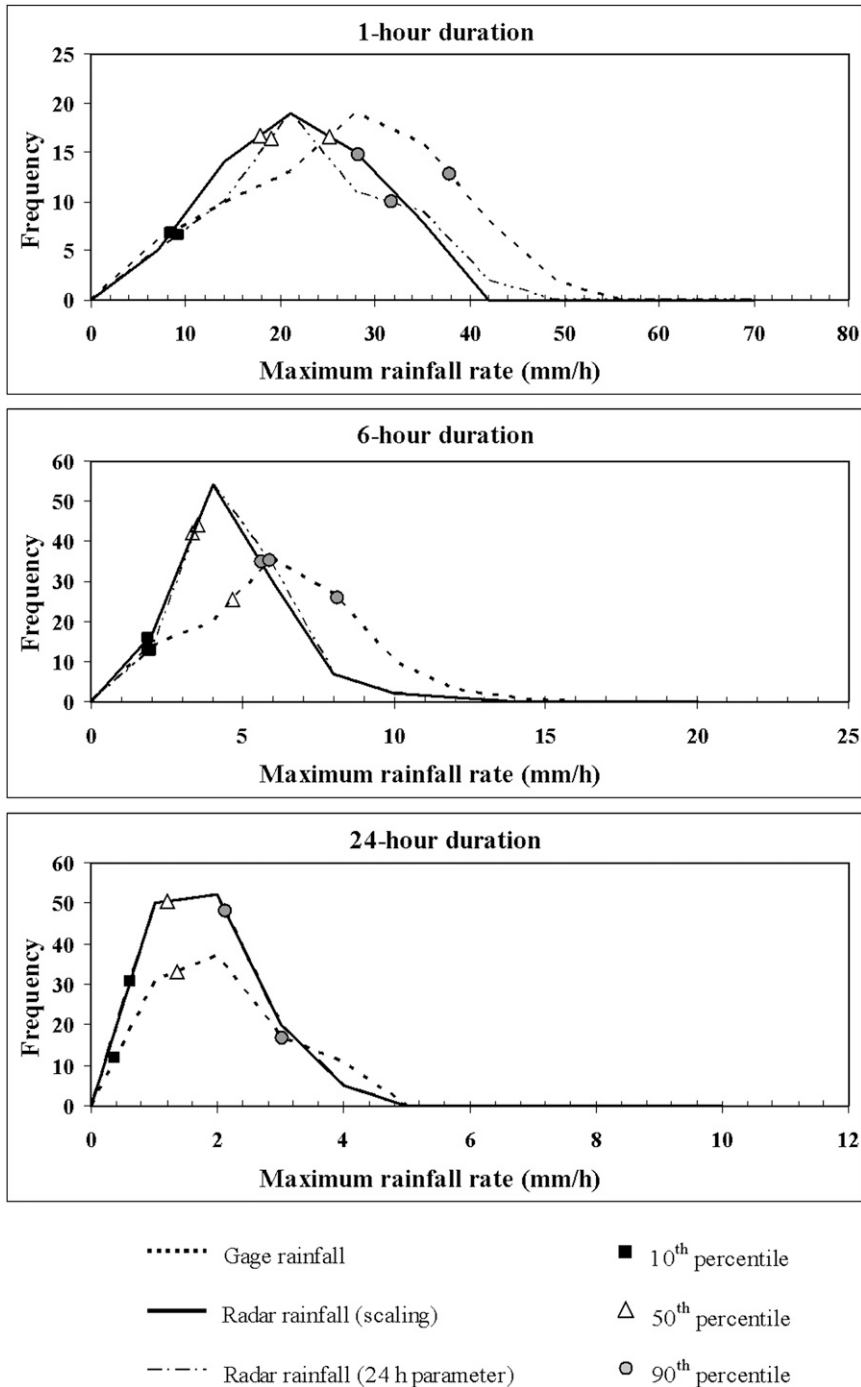 1-hour duration
25
20
15
10
5
0
Frequency
0 10 20 30 40 50 60 70 80
Maximum rainfall rate (mm/h)
6-hour duration
60
50
40
30
20
10
0
Frequency
0 5 10 15 20 25
Maximum rainfall rate (mm/h)
24-hour duration
60
50
40
30
20
10
0
Frequency
0 2 4 6 8 10 12
Maximum rainfall rate (mm/h)
Gage rainfall
10th percentile
Radar rainfall (scaling)
50th percentile
Radar rainfall (24 h parameter)
90th percentile